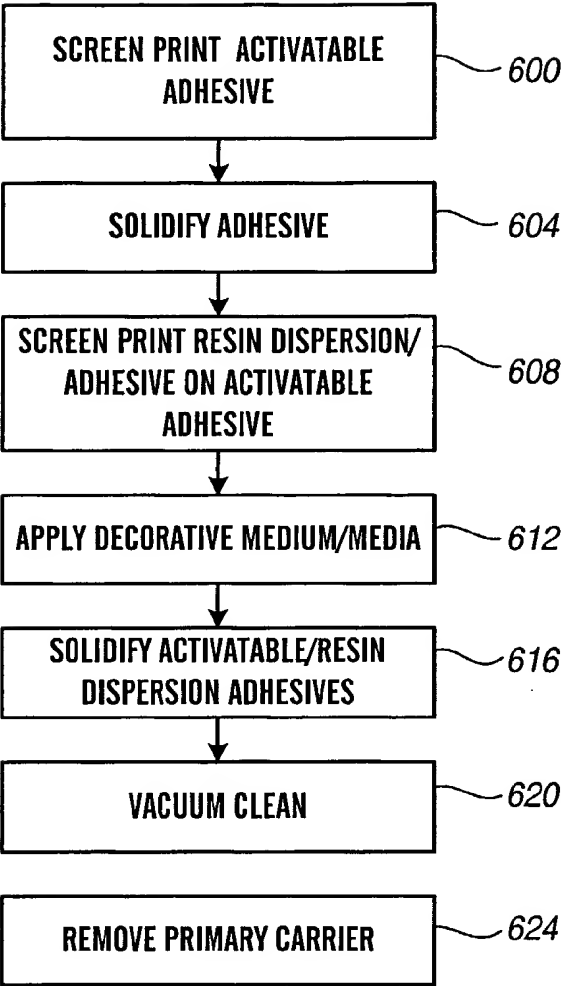 SCREEN PRINT ACTIVATABLE
ADHESIVE
600
SOLIDIFY ADHESIVE
604
SCREEN PRINT RESIN DISPERSION/
ADHESIVE ON ACTIVATABLE
ADHESIVE
608
APPLY DECORATIVE MEDIUM/MEDIA
612
SOLIDIFY ACTIVATABLE/RESIN
DISPERSION ADHESIVES
616
VACUUM CLEAN
620
REMOVE PRIMARY CARRIER
624